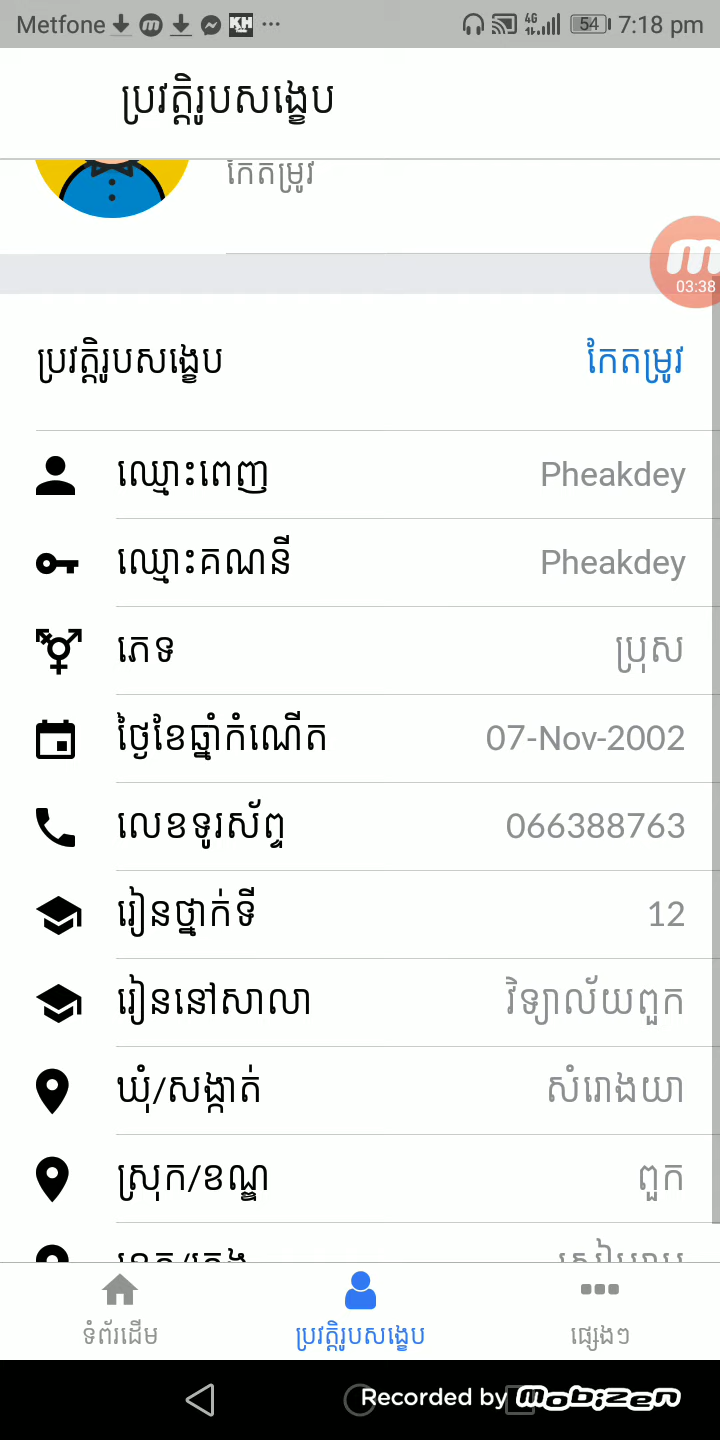 Metfone KH ... 4G 54 7:18 pm
ប្រវត្តិរូបសង្ខេប
កែតម្រូវ
03:38
ប្រវត្តិរូបសង្ខេប កែតម្រូវ
ឈ្មោះពេញ Pheakdey
ឈ្មោះគណនី Pheakdey
ភេទ ប្រុស
ថ្ងៃខែឆ្នាំកំណើត 07-Nov-2002
លេខទូរស័ព្ទ 066388763
រៀនថ្នាក់ទី 12
រៀននៅសាលា វិទ្យាល័យពួក
ឃុំ/សង្កាត់ សំរោងយា
ស្រុក/ខណ្ឌ ពួក
ទំព័រដើម ប្រវត្តិរូបសង្ខេប ផ្សេងៗ
Recorded by Mobizen